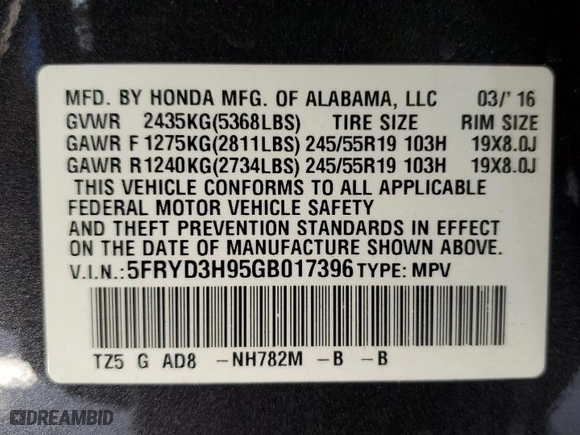 MFD. BY HONDA MFG. OF ALABAMA, LLC 03/'16
GVWR 2435KG(5368LBS) TIRE SIZE RIM SIZE
GAWR F 1275KG(2811LBS) 245/55R19 103H 19X8.0J
GAWR R 1240KG(2734LBS) 245/55R19 103H 19X8.0J
THIS VEHICLE CONFORMS TO ALL APPLICABLE
FEDERAL MOTOR VEHICLE SAFETY
AND THEFT PREVENTION STANDARDS IN EFFECT
ON THE DATE OF MANUFACTURE SHOWN ABOVE.
V.I.N.: 5FRYD3H95GB017396 TYPE: MPV
TZ5 G AD8 -NH782M -B -B
DREAMBID